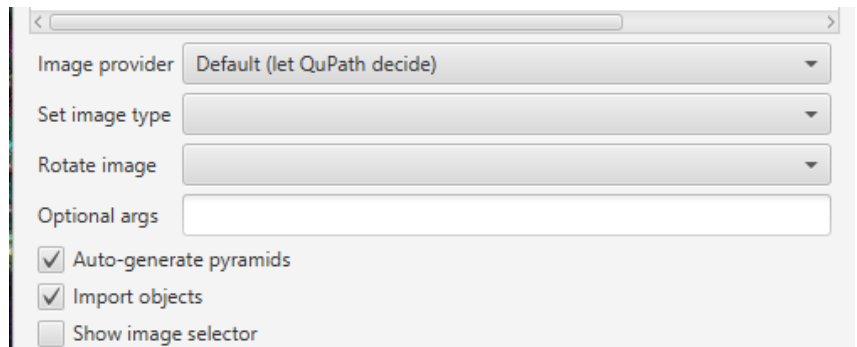 Image provider Default (let QuPath decide)
Set image type
Rotate image
Optional args
Auto-generate pyramids
Import objects
Show image selector